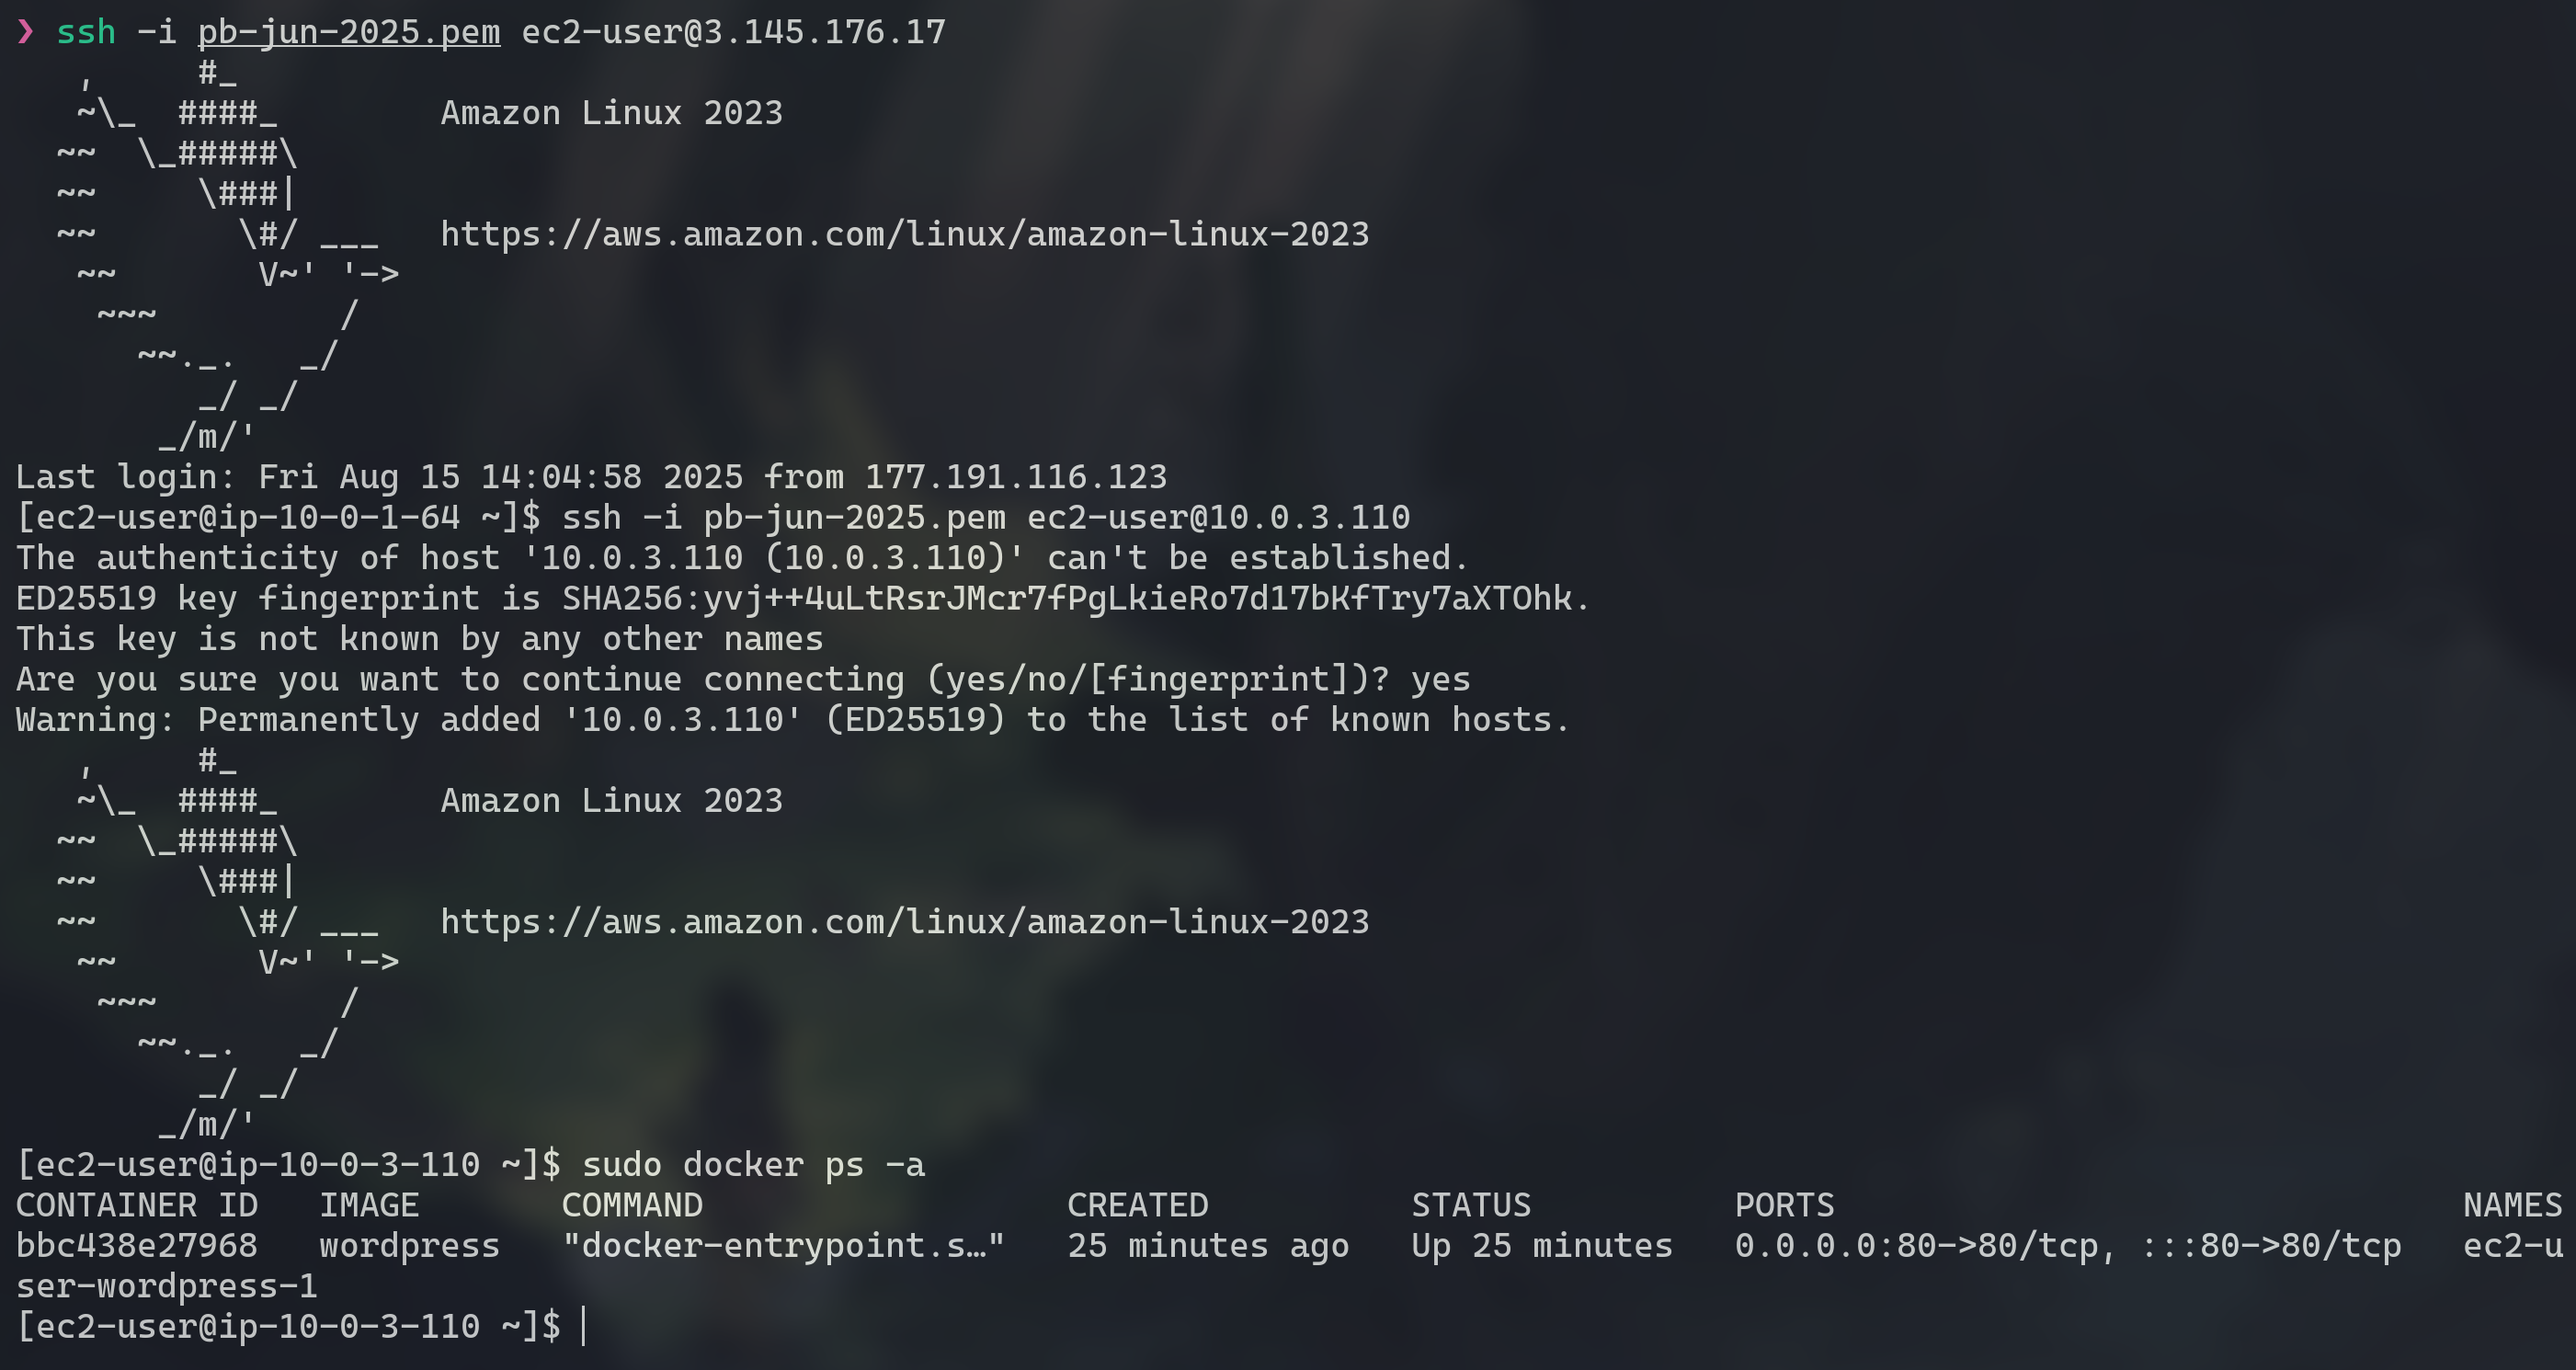 ❯ ssh -i pb-jun-2025.pem ec2-user@3.145.176.17
   ,     #_
   ~\_  ####_        Amazon Linux 2023
  ~~  \_#####\
  ~~     \###|
  ~~       \#/ ___   https://aws.amazon.com/linux/amazon-linux-2023
   ~~       V~' '->
    ~~~         /
      ~~._.   _/
         _/ _/
       _/m/'
Last login: Fri Aug 15 14:04:58 2025 from 177.191.116.123
[ec2-user@ip-10-0-1-64 ~]$ ssh -i pb-jun-2025.pem ec2-user@10.0.3.110
The authenticity of host '10.0.3.110 (10.0.3.110)' can't be established.
ED25519 key fingerprint is SHA256:yvj++4uLtRsrJMcr7fPgLkieRo7d17bKfTry7aXTOhk.
This key is not known by any other names
Are you sure you want to continue connecting (yes/no/[fingerprint])? yes
Warning: Permanently added '10.0.3.110' (ED25519) to the list of known hosts.
   ,     #_
   ~\_  ####_        Amazon Linux 2023
  ~~  \_#####\
  ~~     \###|
  ~~       \#/ ___   https://aws.amazon.com/linux/amazon-linux-2023
   ~~       V~' '->
    ~~~         /
      ~~._.   _/
         _/ _/
       _/m/'
[ec2-user@ip-10-0-3-110 ~]$ sudo docker ps -a
CONTAINER ID   IMAGE       COMMAND                  CREATED          STATUS          PORTS                               NAMES
bbc438e27968   wordpress   "docker-entrypoint.s…"   25 minutes ago   Up 25 minutes   0.0.0.0:80->80/tcp, :::80->80/tcp   ec2-u
ser-wordpress-1
[ec2-user@ip-10-0-3-110 ~]$